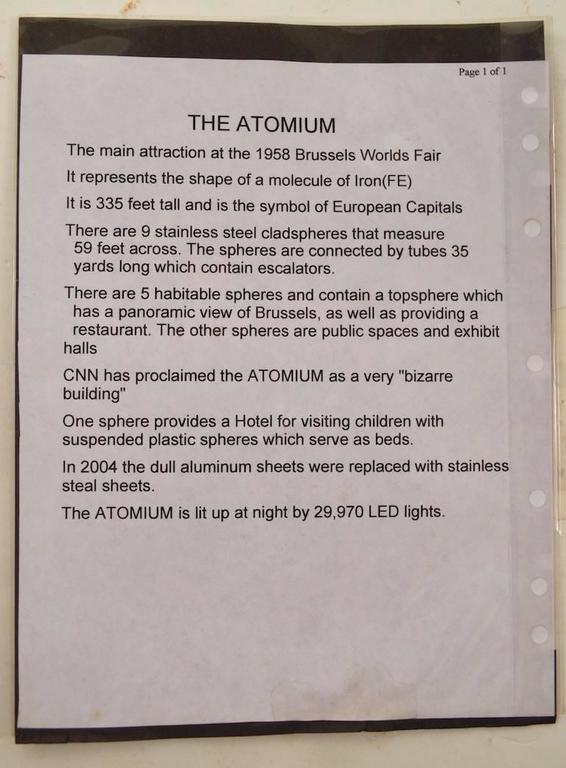 Page 1 of 1
THE ATOMIUM
The main attraction at the 1958 Brussels Worlds Fair
It represents the shape of a molecule of Iron(FE)
It is 335 feet tall and is the symbol of European Capitals
There are 9 stainless steel cladspheres that measure
59 feet across. The spheres are connected by tubes 35
yards long which contain escalators.
There are 5 habitable spheres and contain a topsphere which
has a panoramic view of Brussels, as well as providing a
restaurant. The other spheres are public spaces and exhibit
halls
CNN has proclaimed the ATOMIUM as a very "bizarre
building"
One sphere provides a Hotel for visiting children with
suspended plastic spheres which serve as beds.
In 2004 the dull aluminum sheets were replaced with stainless
steal sheets.
The ATOMIUM is lit up at night by 29,970 LED lights.